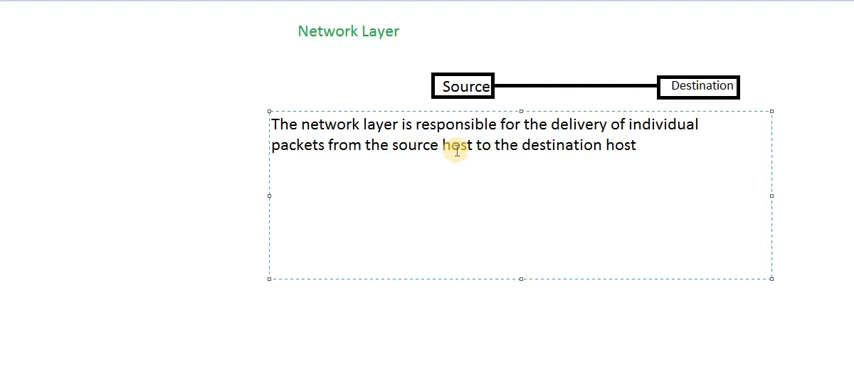 Network Layer
Source
Destination
The network layer is responsible for the delivery of individual
packets from the source host to the destination host